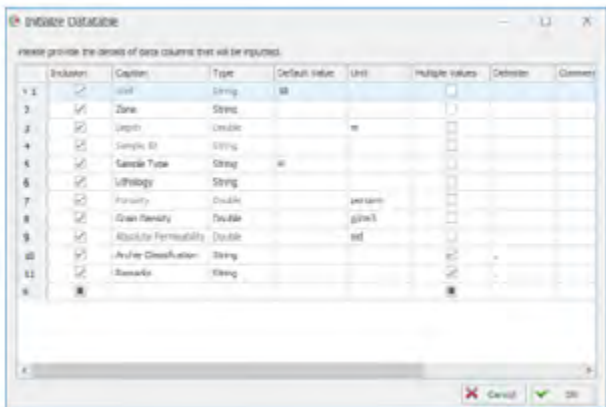 Initialize Datatable
Please provide the details of data columns that will be inputted.
Inclusion Caption Type Default Value Unit Multiple Values Delimiter Comment
1 Well String
2 Zone String
3 Depth Double m
4 Sample ID String
5 Sample Type String
6 Lithology String
7 Porosity Double percent
8 Grain Density Double g/cm3
9 Absolute Permeability Double md
10 Archer Classification String ,
11 Remarks String
Cancel OK